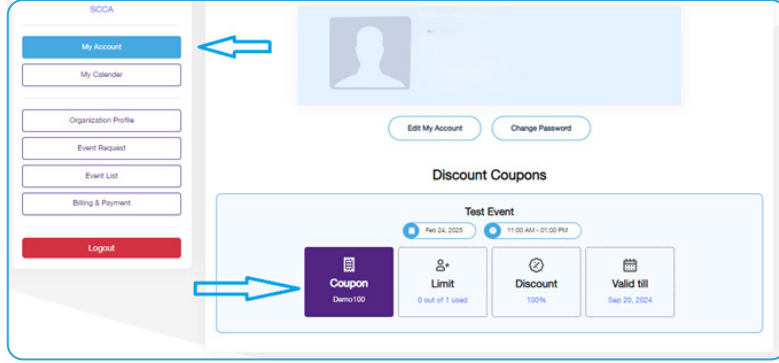 SCCA
My Account
My Calender
Organization Profile
Event Request
Event List
Billing & Payment
Logout
Edit My Account
Change Password
Discount Coupons
Test Event
Feb 24, 2025
11:00 AM - 01:00 PM
Coupon
Demo100
Limit
0 out of 1 used
Discount
100%
Valid till
Sep 20, 2024